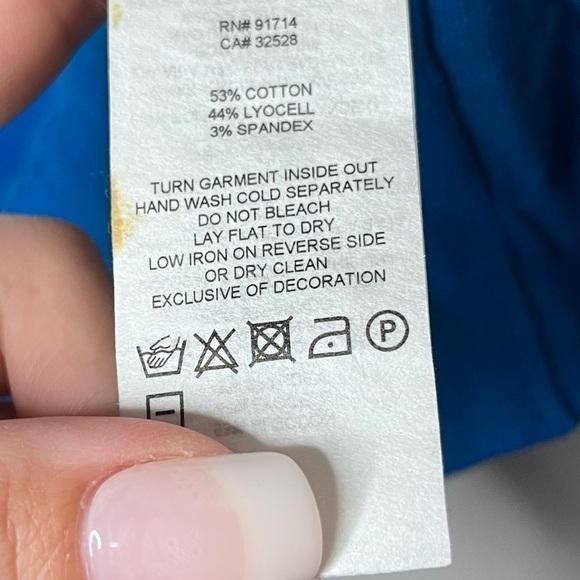 RN# 91714
CA# 32528
53% COTTON
44% LYOCELL
3% SPANDEX
TURN GARMENT INSIDE OUT
HAND WASH COLD SEPARATELY
DO NOT BLEACH
LAY FLAT TO DRY
LOW IRON ON REVERSE SIDE
OR DRY CLEAN
EXCLUSIVE OF DECORATION
P